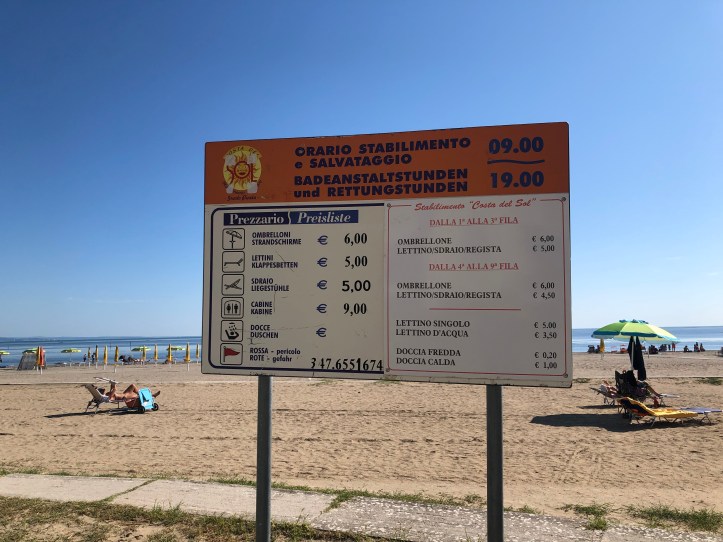 SOL
ORARIO STABILIMENTO
e SALVATAGGIO
09.00
BADEANSTALTSTUNDEN
und RETTUNGSTUNDEN
19.00
Prezzario Preisliste
OMBRELLONI
STRANDSCHIRME
€ 6,00
LETTINI
KLAPPESBETTEN
€ 5,00
SDRAIO
LIEGESTÜHLE
€ 5,00
CABINE
KABINE
€ 9,00
DOCCE
DUSCHEN
€
ROSSA - pericolo
ROTE - gefahr
347.6551674
Stabilimento "Costa del Sol"
DALLA 1ª ALLA 3ª FILA
OMBRELLONE € 6,00
LETTINO/SDRAIO/REGISTA € 5,00
DALLA 4ª ALLA 9ª FILA
OMBRELLONE € 6,00
LETTINO/SDRAIO/REGISTA € 4,50
LETTINO SINGOLO € 5,00
LETTINO D'ACQUA € 3,50
DOCCIA FREDDA € 0,20
DOCCIA CALDA € 1,00